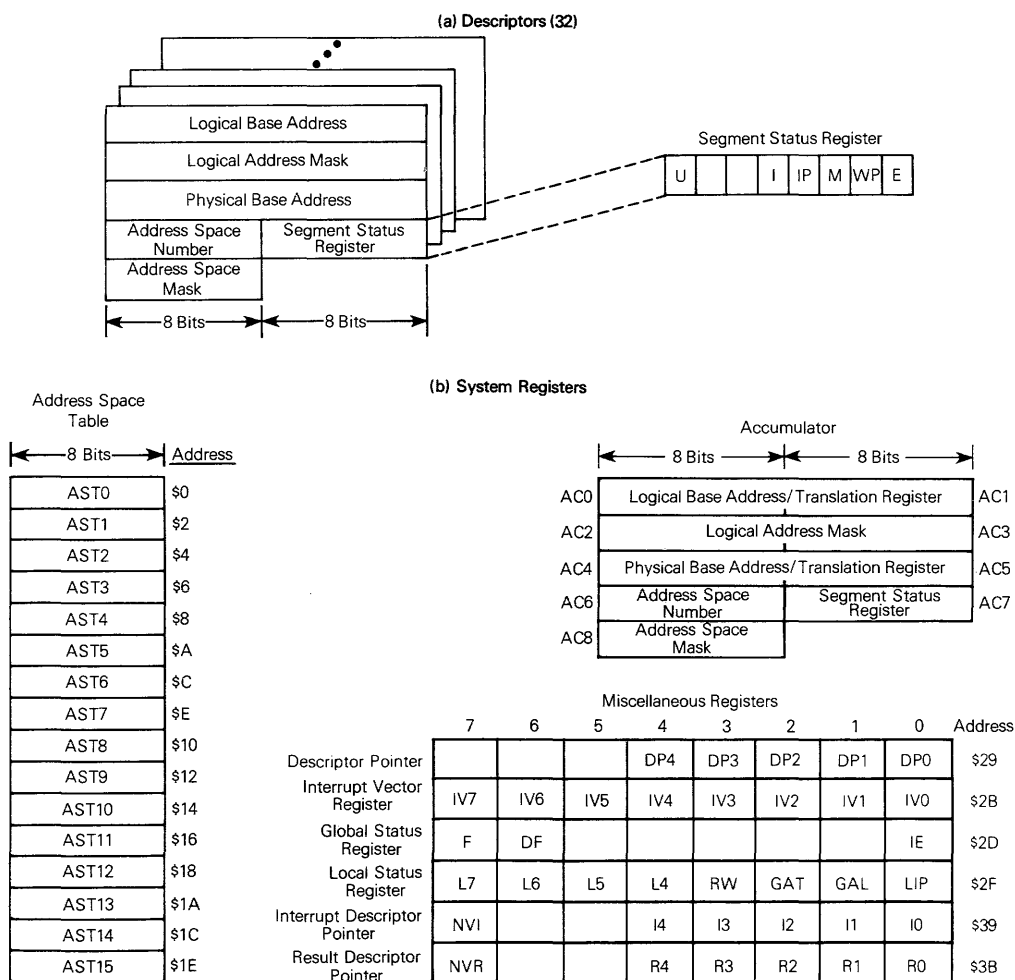 (a) Descriptors (32)
Logical Base Address
Logical Address Mask
Physical Base Address
Address Space
Number
Segment Status
Register
Address Space
Mask
8 Bits
8 Bits
Segment Status Register
U I IP M WP E
(b) System Registers
Address Space
Table
8 Bits Address
AST0 $0
AST1 $2
AST2 $4
AST3 $6
AST4 $8
AST5 $A
AST6 $C
AST7 $E
AST8 $10
AST9 $12
AST10 $14
AST11 $16
AST12 $18
AST13 $1A
AST14 $1C
AST15 $1E
Accumulator
8 Bits 8 Bits
AC0 Logical Base Address/Translation Register AC1
AC2 Logical Address Mask AC3
AC4 Physical Base Address/Translation Register AC5
AC6 Address Space
Number
Segment Status
Register AC7
AC8 Address Space
Mask
Miscellaneous Registers
7 6 5 4 3 2 1 0 Address
Descriptor Pointer DP4 DP3 DP2 DP1 DP0 $29
Interrupt Vector
Register IV7 IV6 IV5 IV4 IV3 IV2 IV1 IV0 $2B
Global Status
Register F DF IE $2D
Local Status
Register L7 L6 L5 L4 RW GAT GAL LIP $2F
Interrupt Descriptor
Pointer NVI I4 I3 I2 I1 I0 $39
Result Descriptor
Pointer NVR R4 R3 R2 R1 R0 $3B